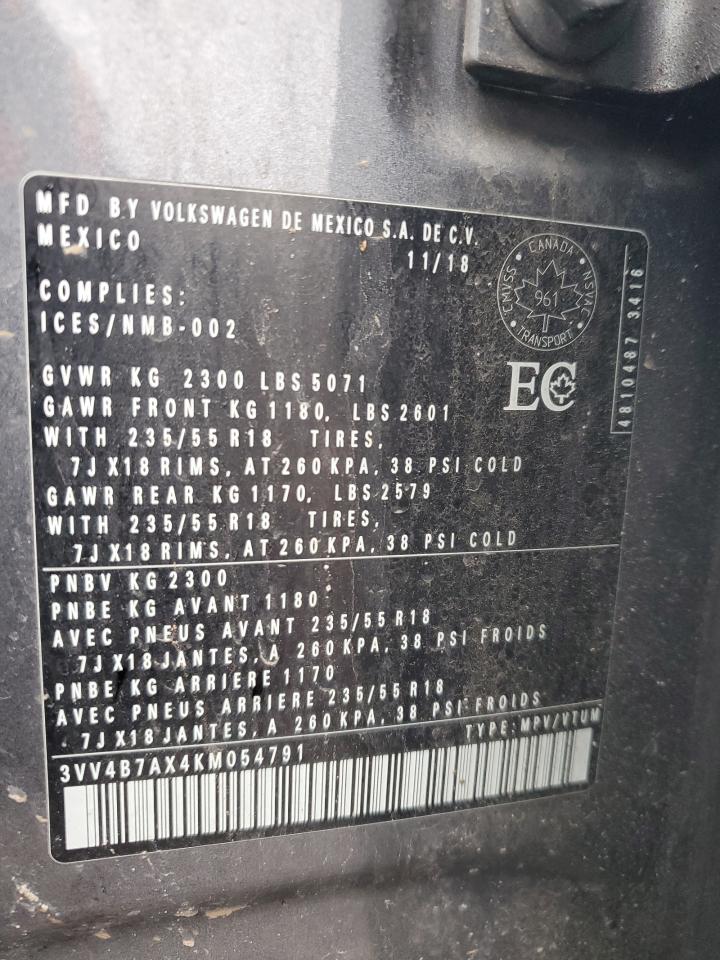 MFD BY VOLKSWAGEN DE MEXICO S.A. DE C.V.
MEXICO
11/18
CANADA
CMVSS
NSVAC
961
TRANSPORT
COMPLIES:
ICES/NMB-002
EC
4810487 3416
GVWR KG 2300 LBS 5071
GAWR FRONT KG 1180, LBS 2601
WITH 235/55 R18 TIRES,
7J X18 RIMS, AT 260 KPA, 38 PSI COLD
GAWR REAR KG 1170, LBS 2579
WITH 235/55 R18 TIRES,
7J X18 RIMS, AT 260 KPA, 38 PSI COLD
PNBV KG 2300
PNBE KG AVANT 1180
AVEC PNEUS AVANT 235/55 R18
7J X18 JANTES, A 260 KPA, 38 PSI FROIDS
PNBE KG ARRIERE 1170
AVEC PNEUS ARRIERE 235/55 R18
7J X18 JANTES, A 260 KPA, 38 PSI FROIDS
TYPE: MPV/VTUM
3VV4B7AX4KM054791